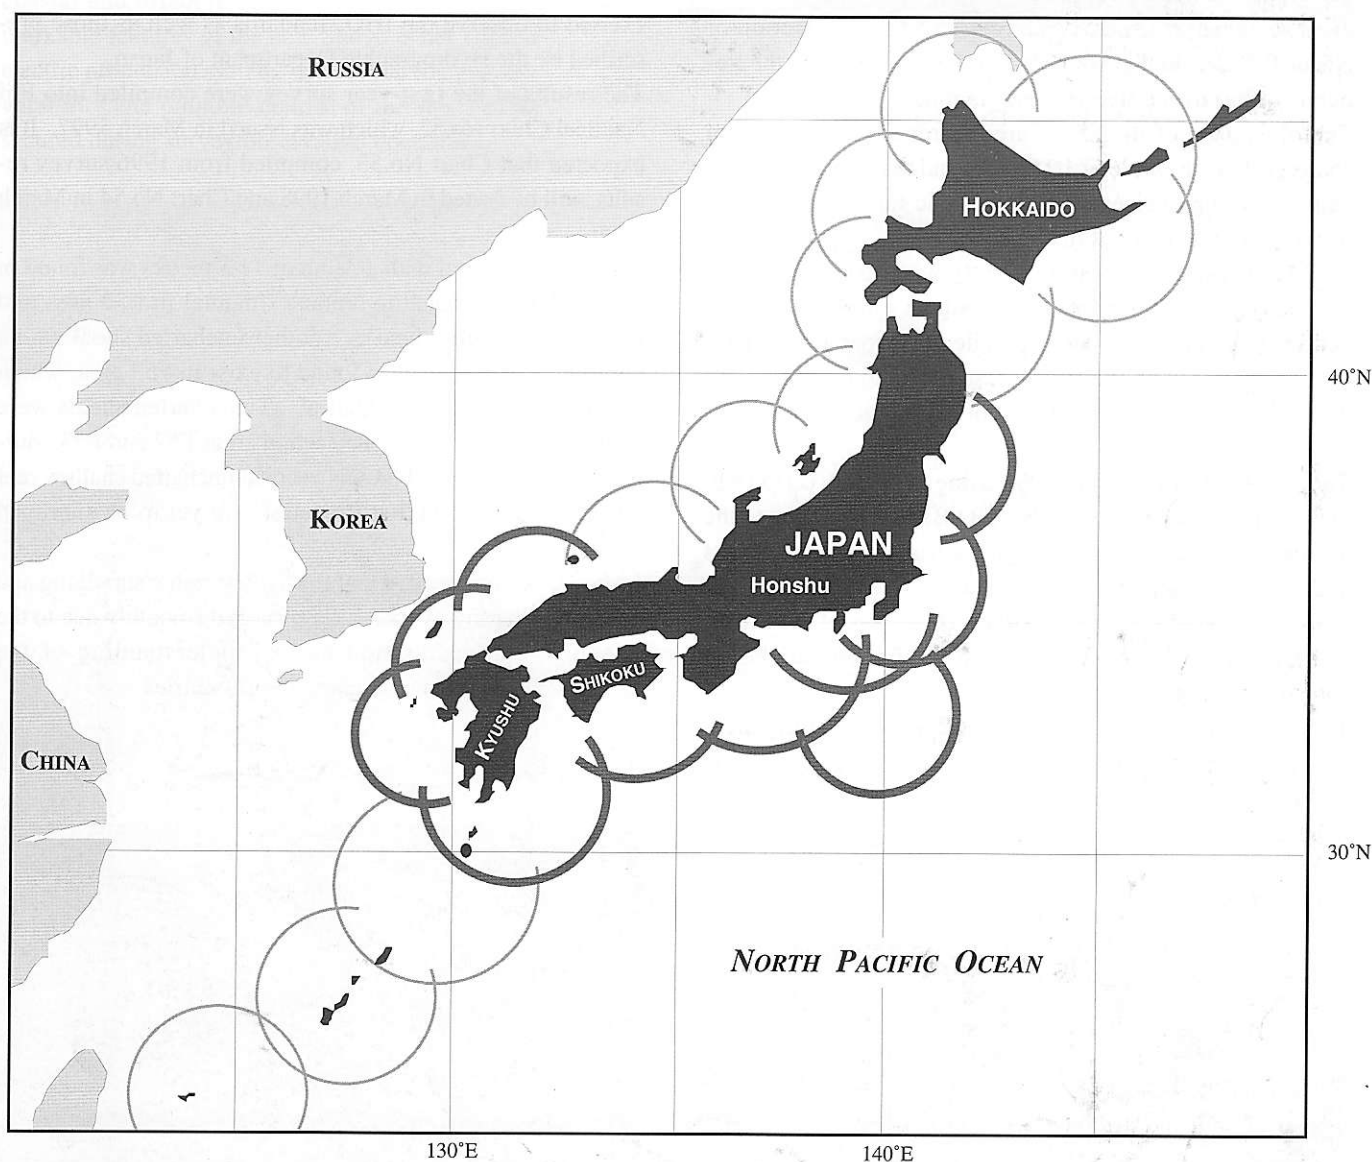 RUSSIA
HOKKAIDO
40°N
KOREA
JAPAN
Honshu
SHIKOKU
KYUSHU
CHINA
30°N
NORTH PACIFIC OCEAN
130°E
140°E